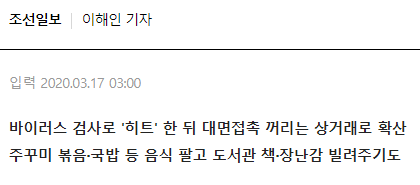 조선일보 이해인 기자
입력 2020.03.17 03:00
바이러스 검사로 '히트' 한 뒤 대면접촉 꺼리는 상거래로 확산
주꾸미 볶음·국밥 등 음식 팔고 도서관 책·장난감 빌려주기도